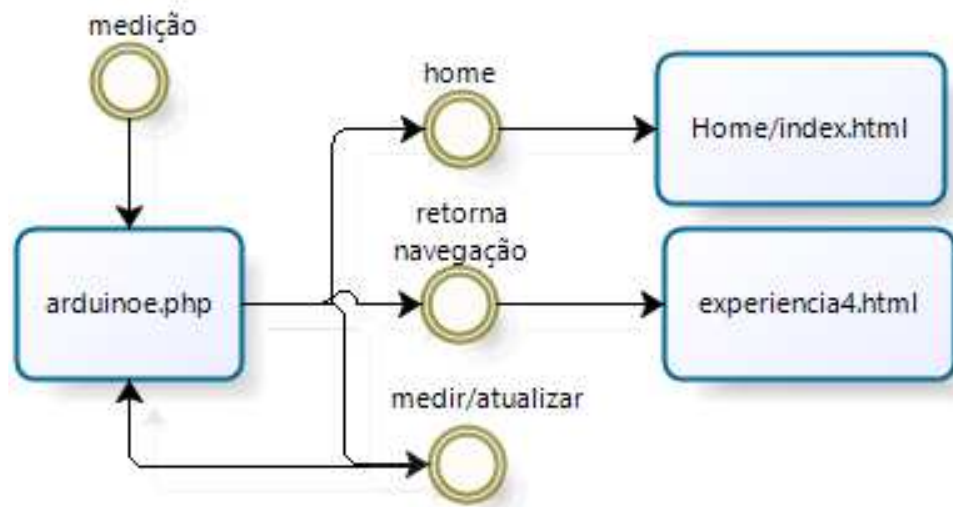 medição
home
Home/index.html
retorna
navegação
arduinoe.php
experiencia4.html
medir/atualizar